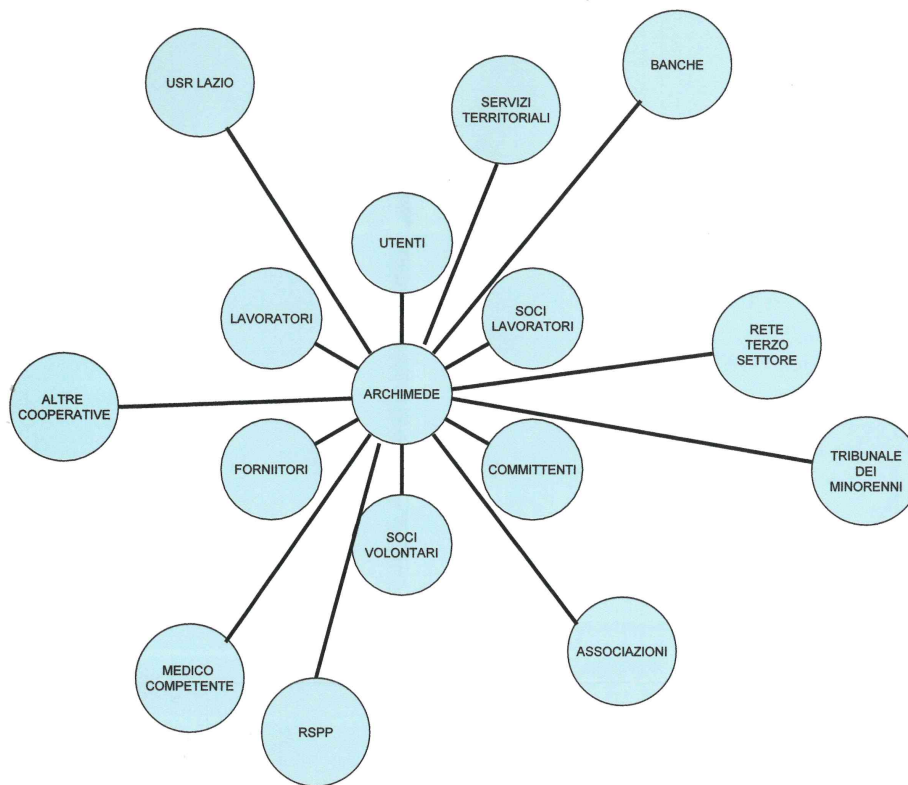 USR LAZIO
BANCHE
SERVIZI
TERRITORIALI
UTENTI
LAVORATORI
SOCI
LAVORATORI
RETE
TERZO
SETTORE
ARCHIMEDE
ALTRE
COOPERATIVE
FORNIITORI
COMMITTENTI
TRIBUNALE
DEI
MINORENNI
SOCI
VOLONTARI
MEDICO
COMPETENTE
ASSOCIAZIONI
RSPP